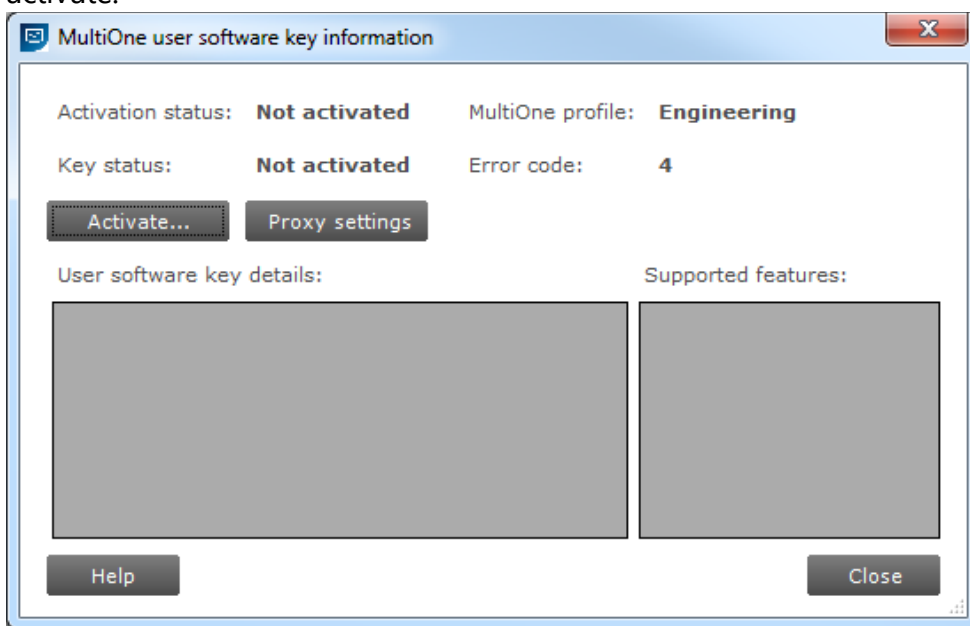 activate.
MultiOne user software key information
Activation status: Not activated MultiOne profile: Engineering
Key status: Not activated Error code: 4
Activate... Proxy settings
User software key details: Supported features:
Help Close